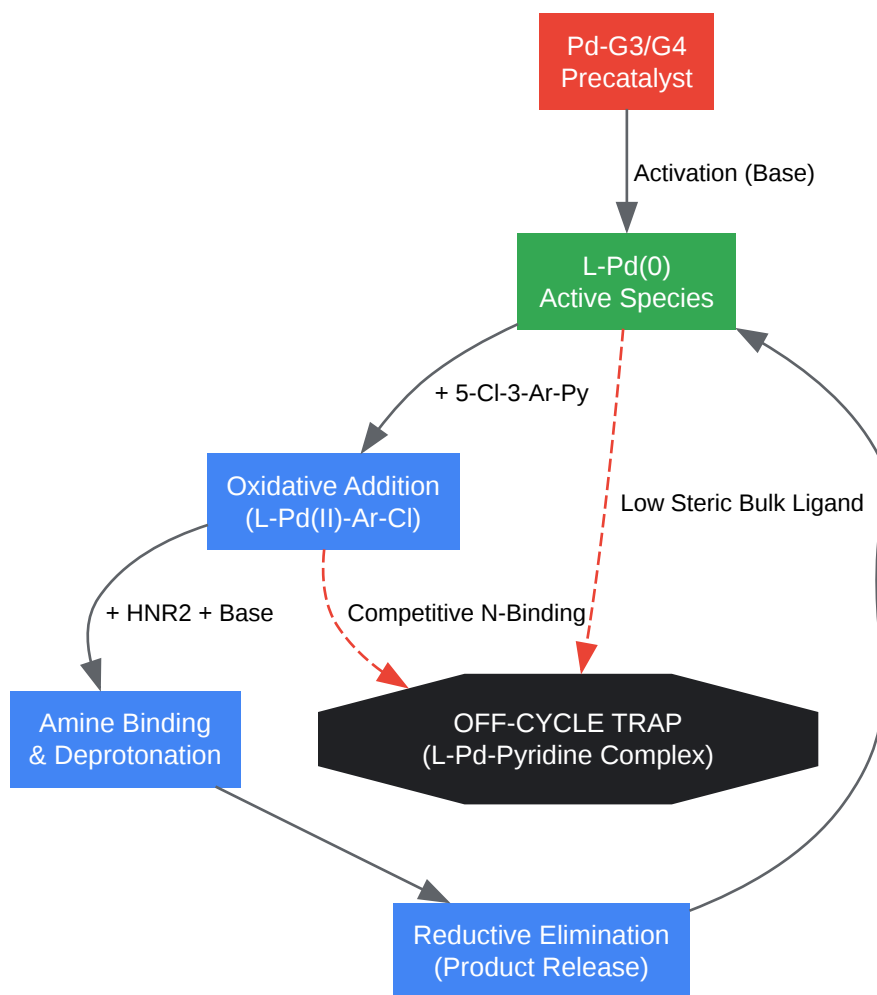 Pd-G3/G4
Precatalyst
Activation (Base)
L-Pd(0)
Active Species
+ 5-Cl-3-Ar-Py
Oxidative Addition
(L-Pd(II)-Ar-Cl)
Low Steric Bulk Ligand
+ HNR2 + Base
Competitive N-Binding
Amine Binding
& Deprotonation
OFF-CYCLE TRAP
(L-Pd-Pyridine Complex)
Reductive Elimination
(Product Release)